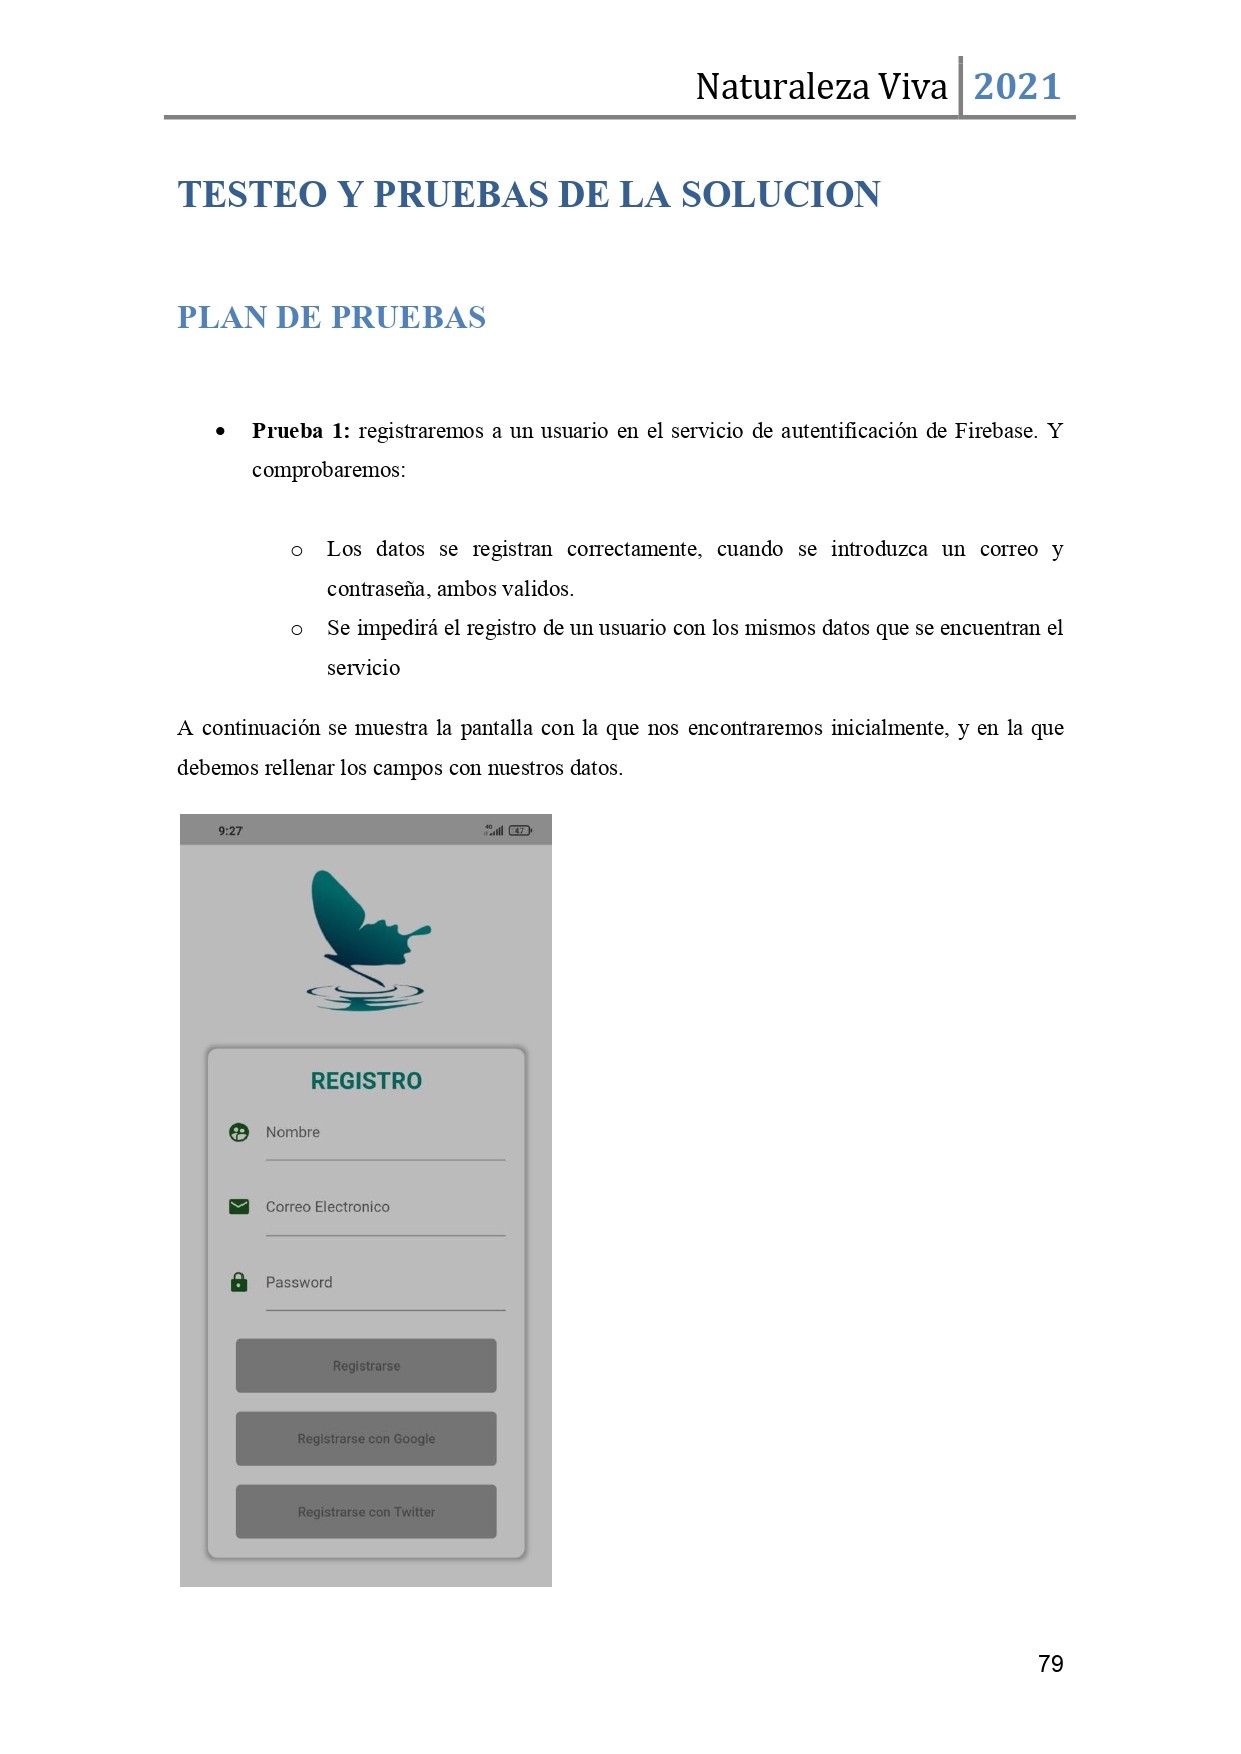 Naturaleza Viva 2021
TESTEO Y PRUEBAS DE LA SOLUCION
PLAN DE PRUEBAS
• Prueba 1: registraremos a un usuario en el servicio de autentificación de Firebase. Y
comprobaremos:
o Los datos se registran correctamente, cuando se introduzca un correo y
contraseña, ambos validos.
o Se impedirá el registro de un usuario con los mismos datos que se encuentran el
servicio
A continuación se muestra la pantalla con la que nos encontraremos inicialmente, y en la que
debemos rellenar los campos con nuestros datos.
9:27 4G 47
REGISTRO
Nombre
Correo Electronico
Password
Registrarse
Registrarse con Google
Registrarse con Twitter
79